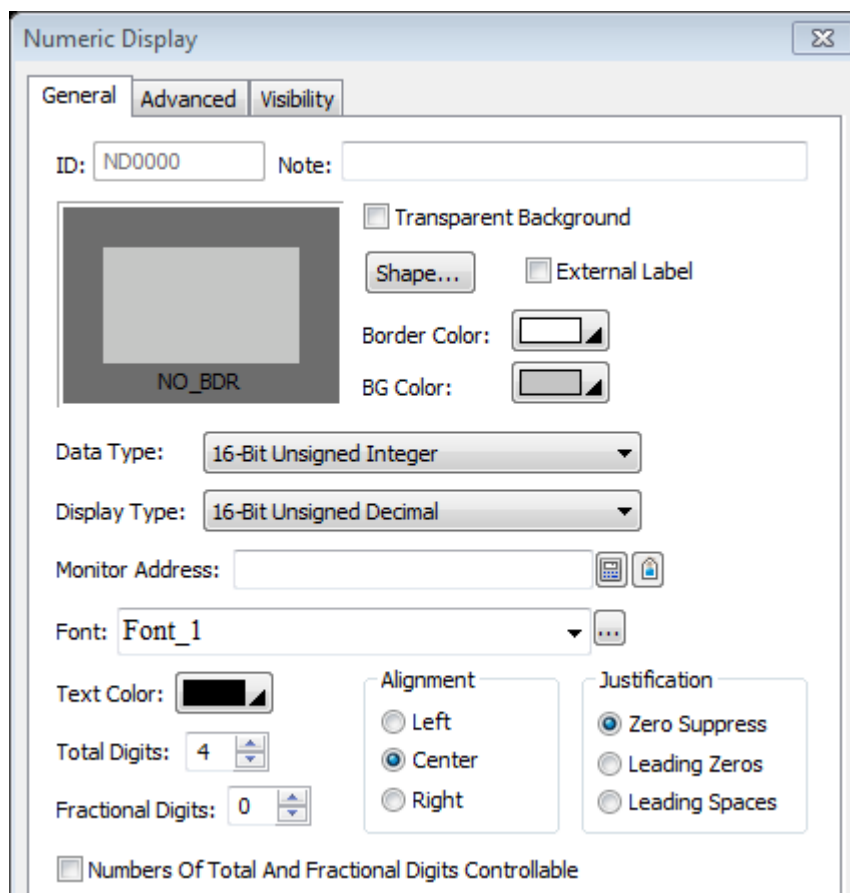 Numeric Display
General Advanced Visibility
ID: ND0000 Note:
Transparent Background
Shape... External Label
Border Color:
NO_BDR
BG Color:
Data Type: 16-Bit Unsigned Integer
Display Type: 16-Bit Unsigned Decimal
Monitor Address:
Font: Font_1 ...
Text Color:
Total Digits: 4
Fractional Digits: 0
Alignment
Left
Center
Right
Justification
Zero Suppress
Leading Zeros
Leading Spaces
Numbers Of Total And Fractional Digits Controllable